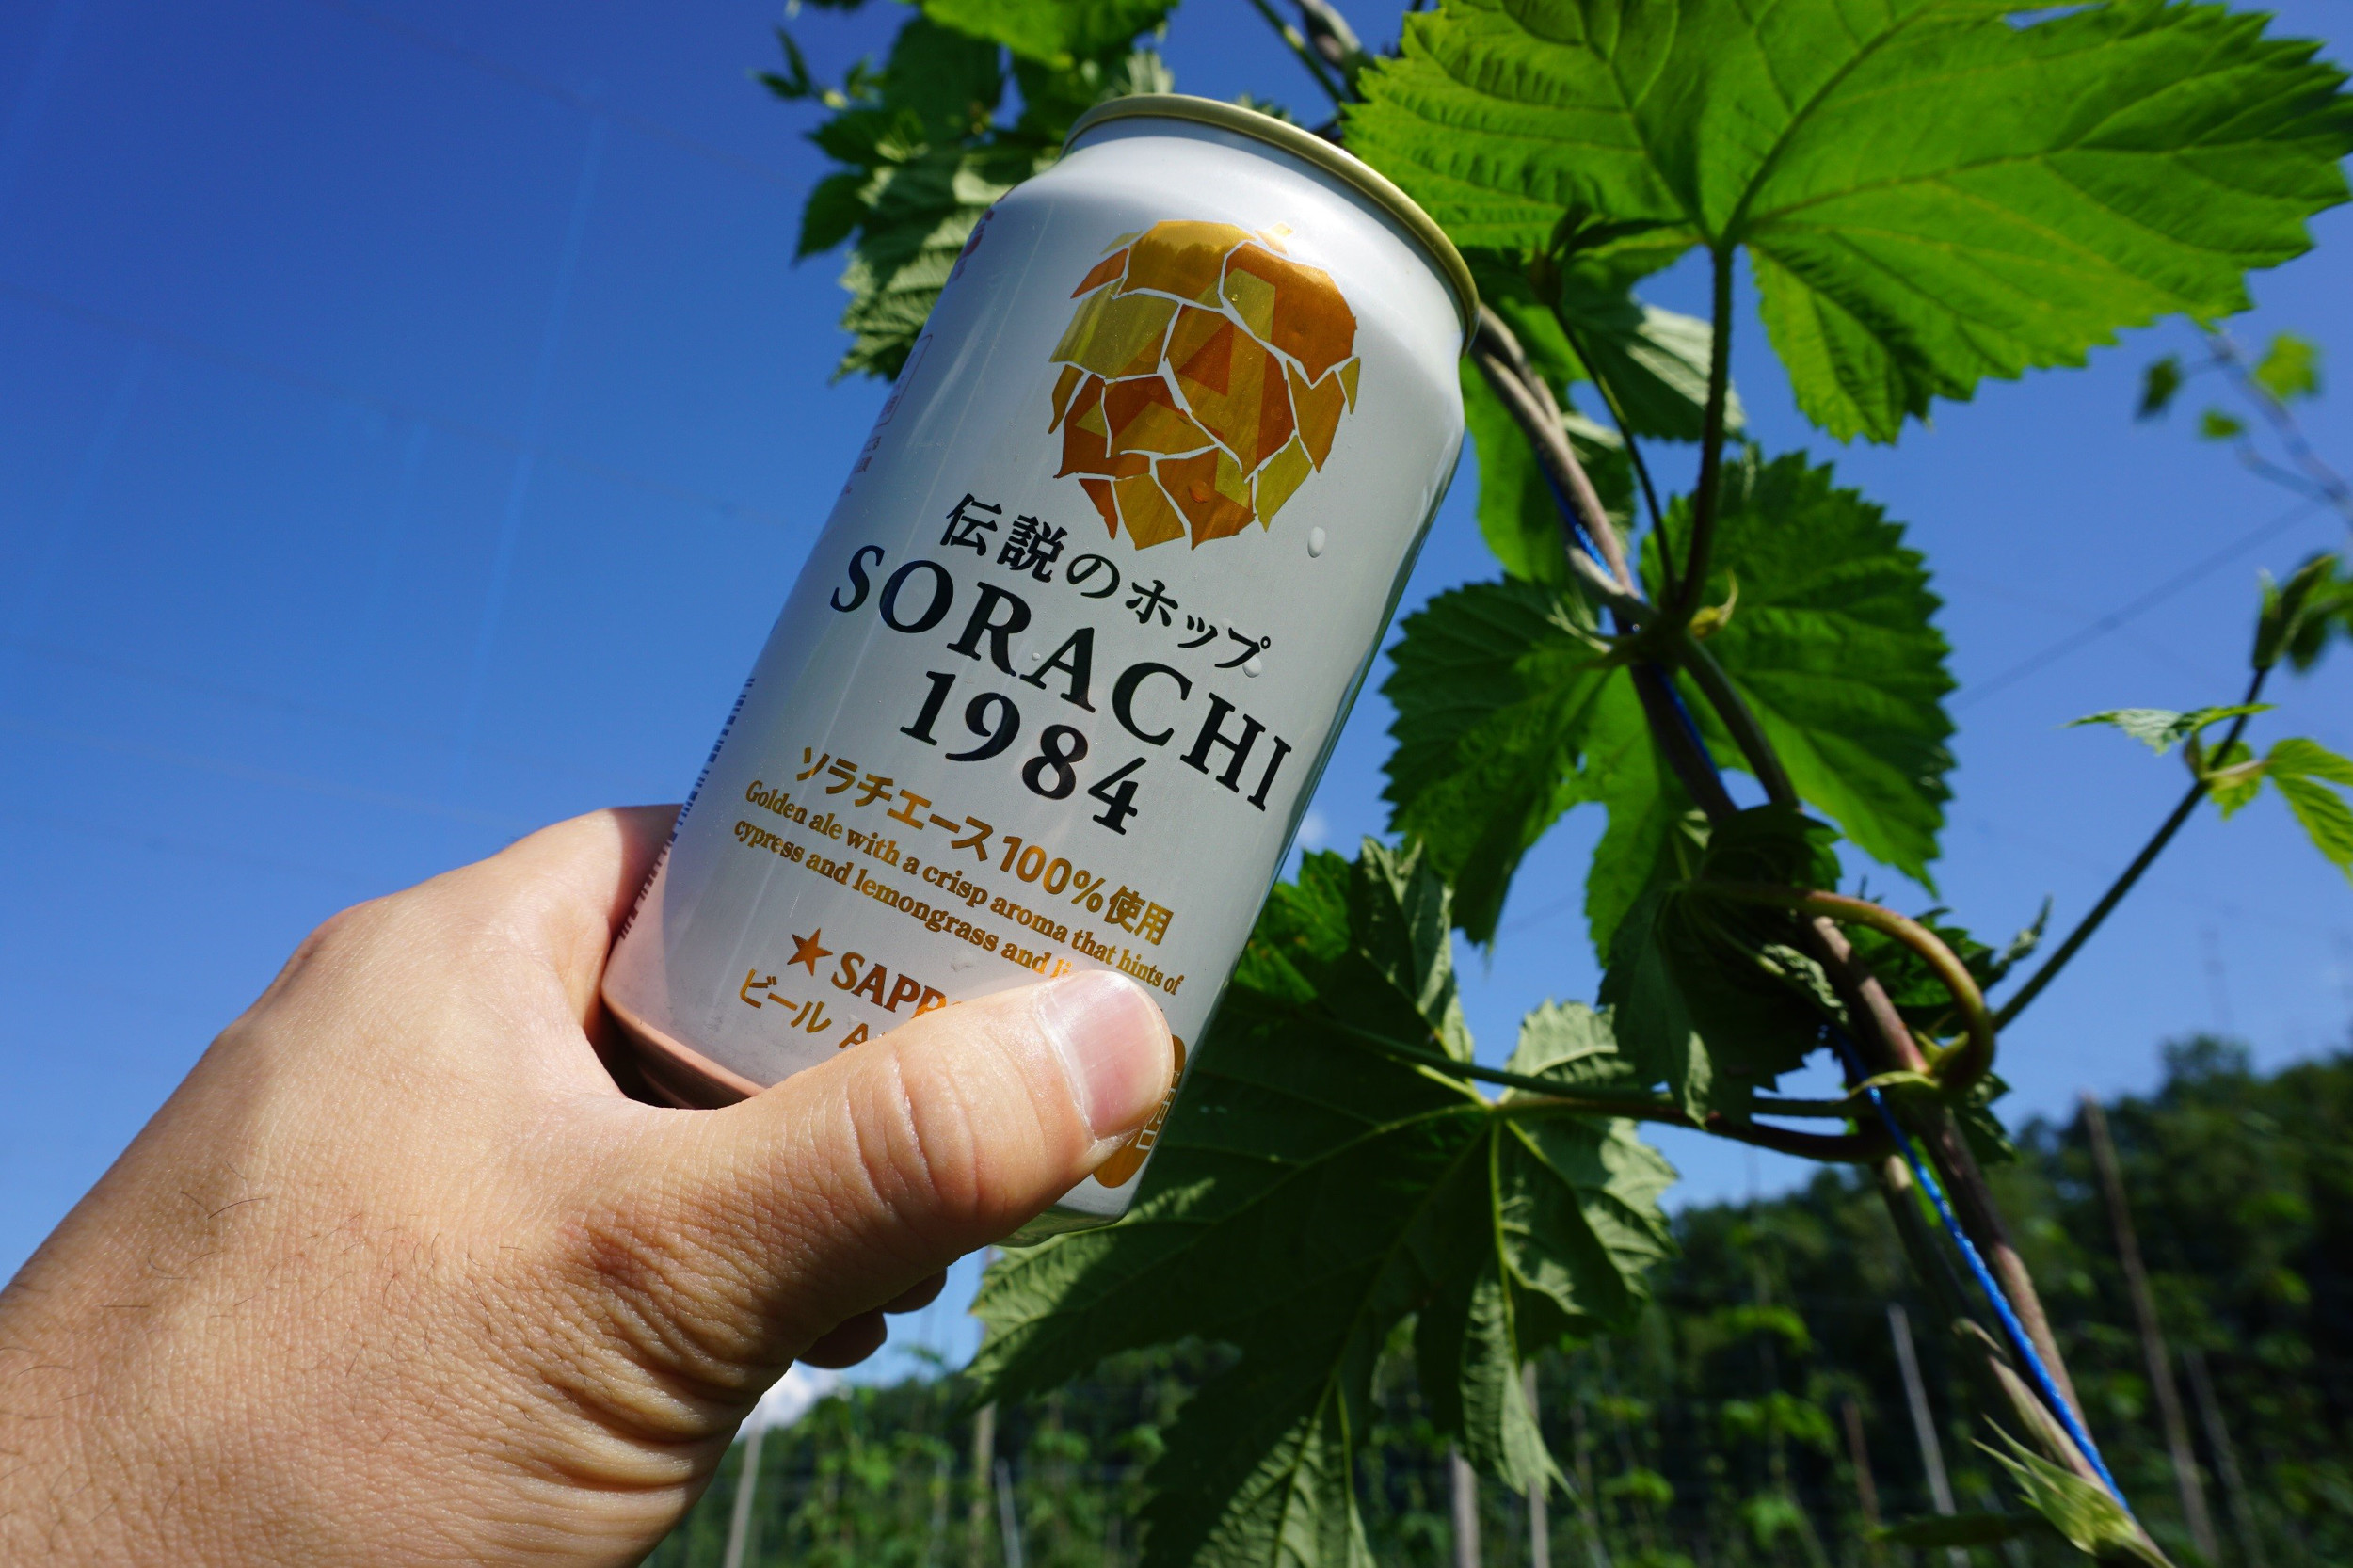 伝説のホップ
SORACHI
1984
ソラチエース100%使用
Golden ale with a crisp aroma that hints of
cypress and lemongrass and
★SAPP
ビール